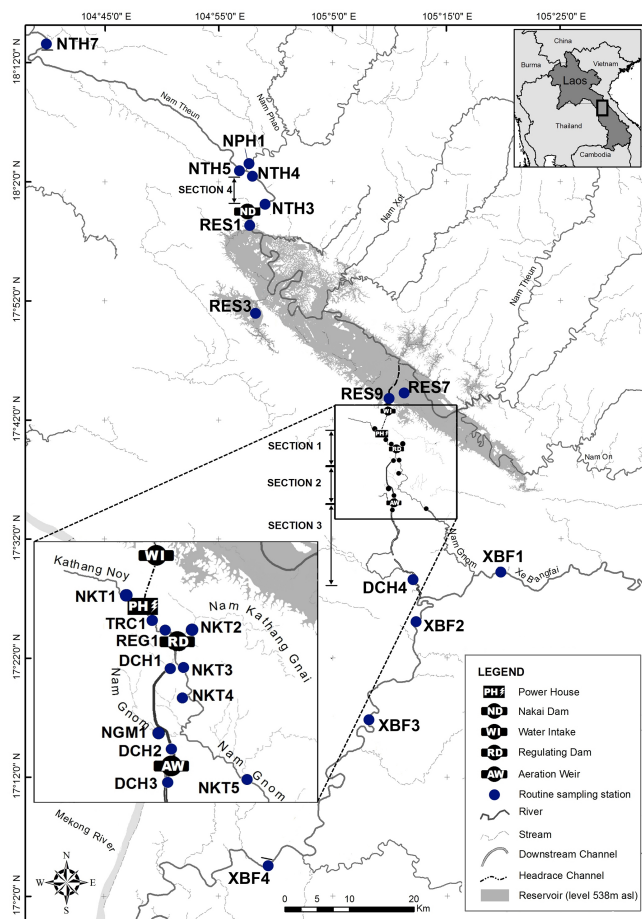 104°45'0"E
104°55'0"E
105°5'0"E
105°15'0"E
105°25'0"E
18°12'0" N
18°2'0" N
17°52'0" N
17°42'0" N
17°32'0" N
17°22'0" N
17°12'0" N
17°2'0" N
China
Burma
Vietnam
Laos
Thailand
Cambodia
NTH7
Nam Theun
Nam Phao
NPH1
NTH5
NTH4
SECTION 4
NTH3
ND
RES1
Nam Xot
Nam Theun
RES3
RES9
RES7
WI
PH
RD
AW
SECTION 1
SECTION 2
SECTION 3
Nam On
Nam Gnom
XBF1
Xe Bangfai
DCH4
XBF2
XBF3
XBF4
Mekong River
WI
Kathang Noy
NKT1
PH
TRC1
REG1
RD
NKT2
Nam Kathang Gnai
DCH1
NKT3
NKT4
Nam Gnom
NGM1
DCH2
Nam Gnom
AW
DCH3
NKT5
N
W
E
S
0 5 10 20
Km
LEGEND
PH Power House
ND Nakai Dam
WI Water Intake
RD Regulating Dam
AW Aeration Weir
Routine sampling station
River
Stream
Downstream Channel
Headrace Channel
Reservoir (level 538m asl)